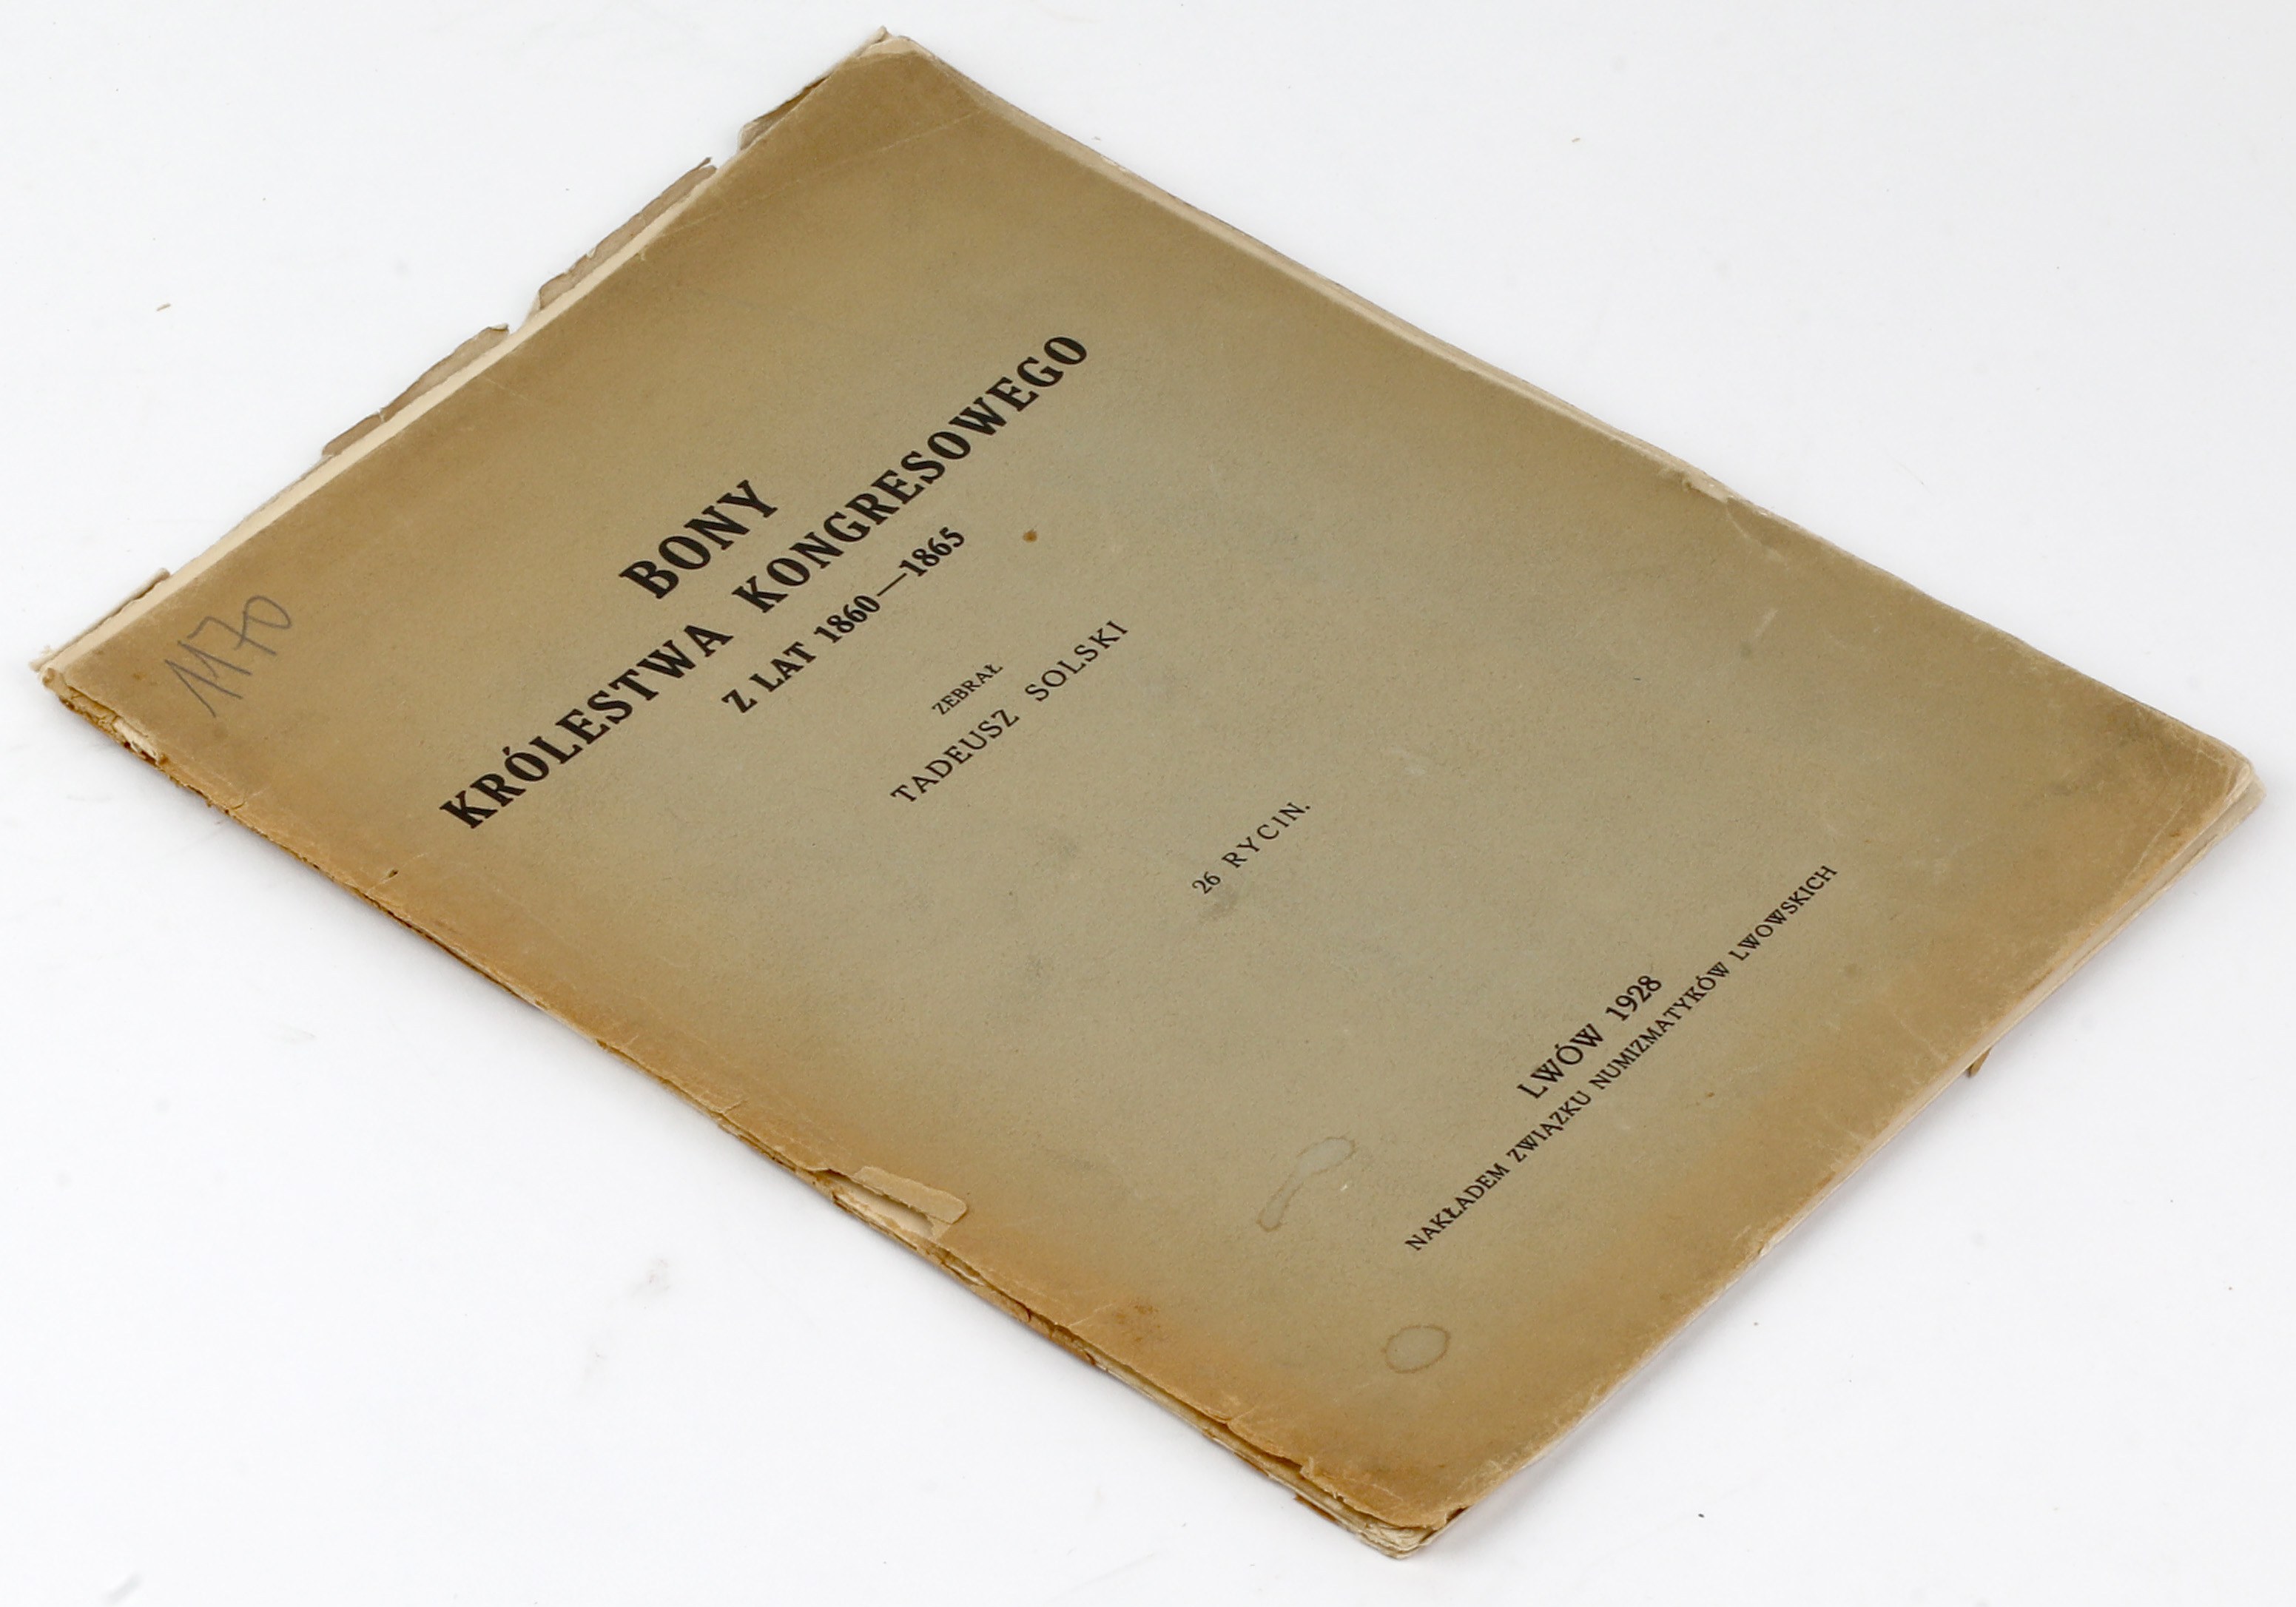 1170
BONY
KRÓLESTWA KONGRESOWEGO
Z LAT 1860—1865
ZEBRAŁ
TADEUSZ SOLSKI
26 RYCIN.
LWÓW 1928
NAKŁADEM ZWIĄZKU NUMIZMATYKÓW LWOWSKICH